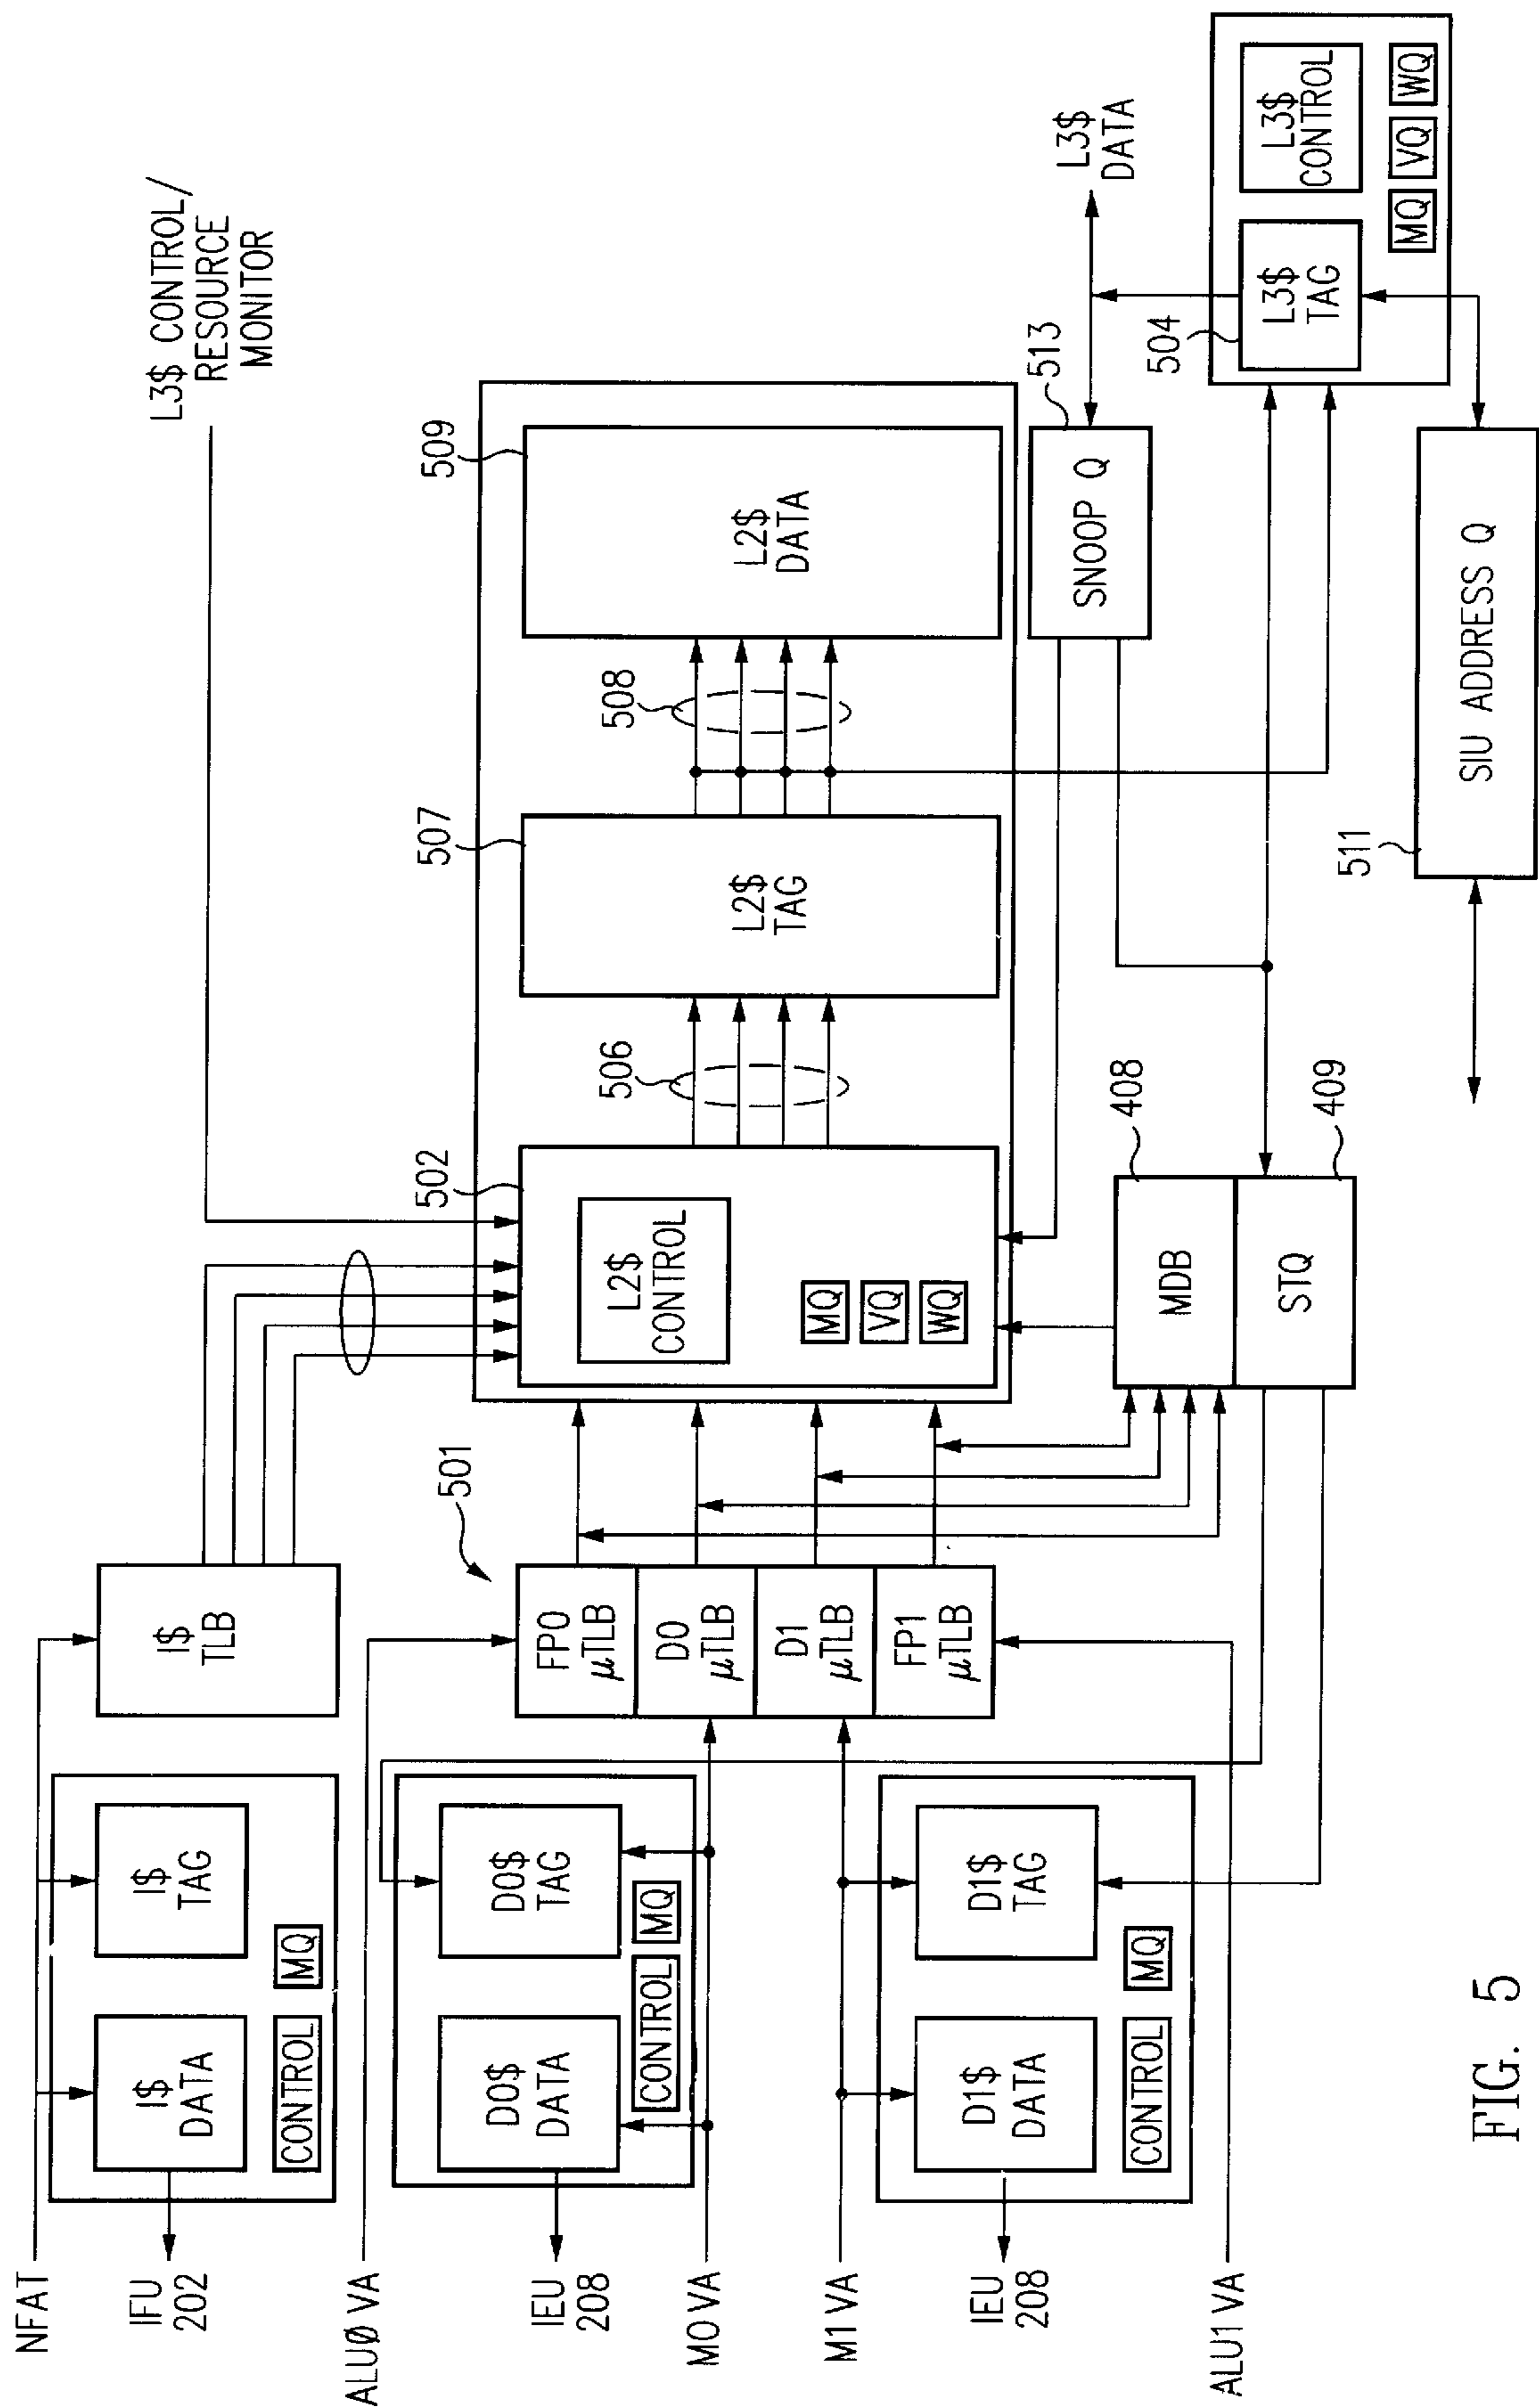 NFAT
IFU
202
ALUØ VA
IEU
208
M0 VA
M1 VA
IEU
208
ALU1 VA
I$
DATA
I$
TAG
CONTROL
MQ
D0$
DATA
D0$
TAG
CONTROL
MQ
D1$
DATA
D1$
TAG
CONTROL
MQ
I$
TLB
501
FP0
μTLB
D0
μTLB
D1
μTLB
FP1
μTLB
L3$ CONTROL/
RESOURCE
MONITOR
502
L2$
CONTROL
MQ
VQ
WQ
506
507
L2$
TAG
508
509
L2$
DATA
MDB
408
STQ
409
SNOOP Q
513
L3$
DATA
504
L3$
TAG
L3$
CONTROL
MQ
VQ
WQ
511
SIU ADDRESS Q
FIG. 5